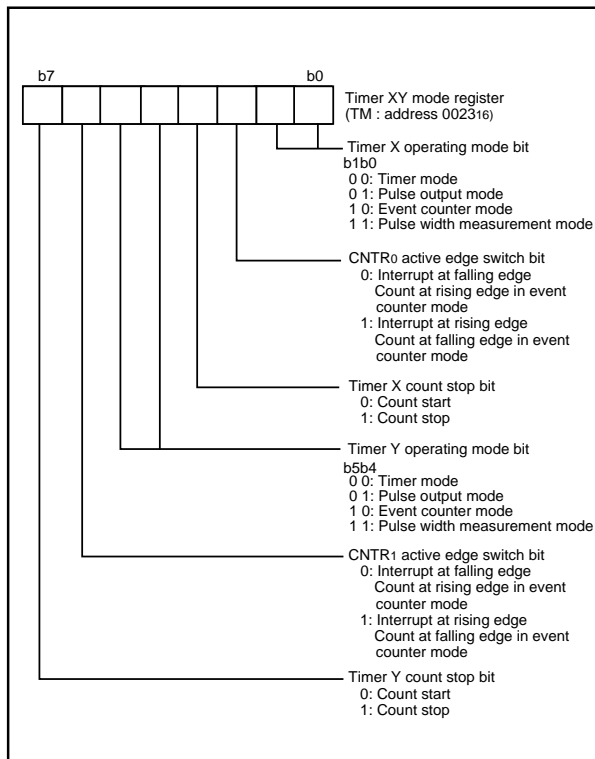 b7 b0
Timer XY mode register
(TM : address 002316)
Timer X operating mode bit
b1b0
0 0: Timer mode
0 1: Pulse output mode
1 0: Event counter mode
1 1: Pulse width measurement mode
CNTR0 active edge switch bit
0: Interrupt at falling edge
Count at rising edge in event
counter mode
1: Interrupt at rising edge
Count at falling edge in event
counter mode
Timer X count stop bit
0: Count start
1: Count stop
Timer Y operating mode bit
b5b4
0 0: Timer mode
0 1: Pulse output mode
1 0: Event counter mode
1 1: Pulse width measurement mode
CNTR1 active edge switch bit
0: Interrupt at falling edge
Count at rising edge in event
counter mode
1: Interrupt at rising edge
Count at falling edge in event
counter mode
Timer Y count stop bit
0: Count start
1: Count stop